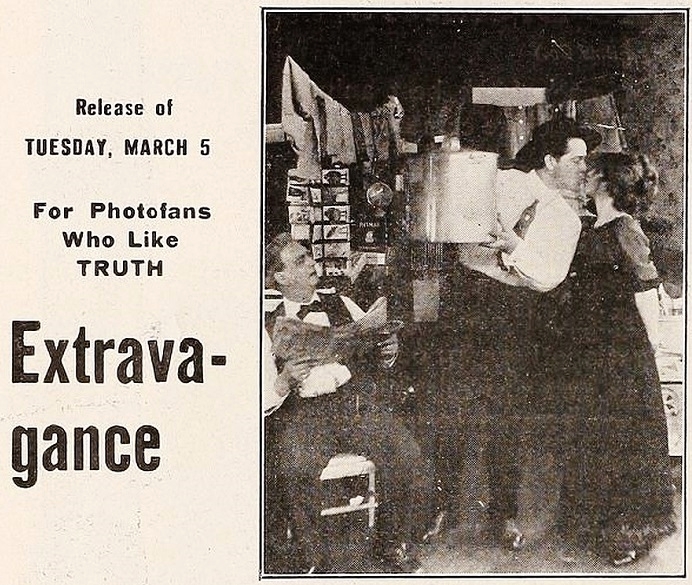 Release of
TUESDAY, MARCH 5
For Photofans
Who Like
TRUTH
Extrava-
gance